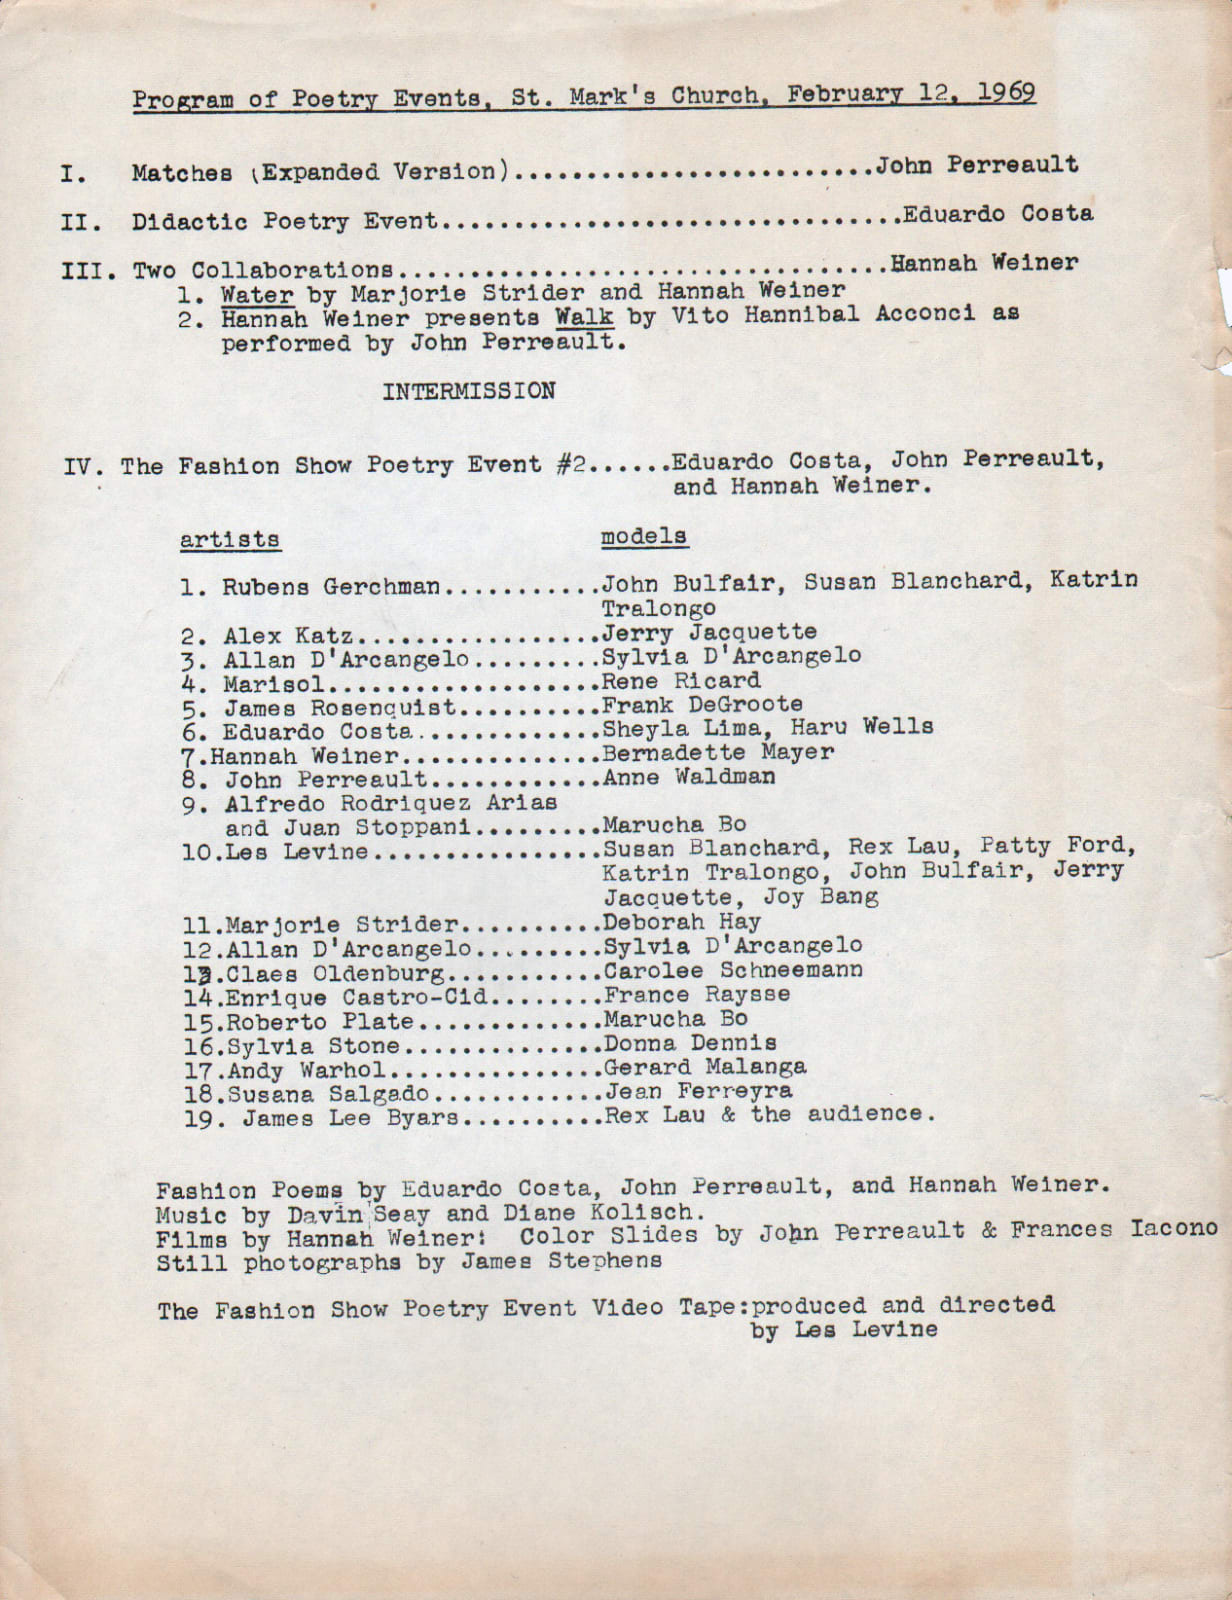 Program of Poetry Events, St. Mark's Church, February 12, 1969
I. Matches (Expanded Version).........................John Perreault
II. Didactic Poetry Event................................Eduardo Costa
III. Two Collaborations..................................Hannah Weiner
1. Water by Marjorie Strider and Hannah Weiner
2. Hannah Weiner presents Walk by Vito Hannibal Acconci as
performed by John Perreault.
INTERMISSION
IV. The Fashion Show Poetry Event #2......Eduardo Costa, John Perreault,
and Hannah Weiner.
artists models
1. Rubens Gerchman...........John Bulfair, Susan Blanchard, Katrin
Tralongo
2. Alex Katz.................Jerry Jacquette
3. Allan D'Arcangelo.........Sylvia D'Arcangelo
4. Marisol...................Rene Ricard
5. James Rosenquist..........Frank DeGroote
6. Eduardo Costa.............Sheyla Lima, Haru Wells
7.Hannah Weiner..............Bernadette Mayer
8. John Perreault............Anne Waldman
9. Alfredo Rodriquez Arias
and Juan Stoppani.........Marucha Bo
10.Les Levine................Susan Blanchard, Rex Lau, Patty Ford,
Katrin Tralongo, John Bulfair, Jerry
Jacquette, Joy Bang
11.Marjorie Strider..........Deborah Hay
12.Allan D'Arcangelo.........Sylvia D'Arcangelo
13.Claes Oldenburg...........Carolee Schneemann
14.Enrique Castro-Cid........France Raysse
15.Roberto Plate.............Marucha Bo
16.Sylvia Stone..............Donna Dennis
17.Andy Warhol...............Gerard Malanga
18.Susana Salgado............Jean Ferreyra
19. James Lee Byars..........Rex Lau & the audience.
Fashion Poems by Eduardo Costa, John Perreault, and Hannah Weiner.
Music by Davin Seay and Diane Kolisch.
Films by Hannah Weiner: Color Slides by John Perreault & Frances Iacono
Still photographs by James Stephens
The Fashion Show Poetry Event Video Tape:produced and directed
by Les Levine